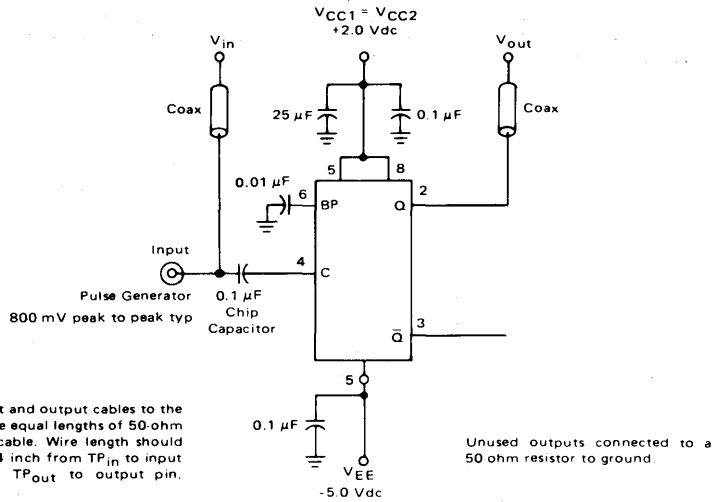 VCC1 = VCC2
+2.0 Vdc
Vin
Vout
Coax
25 μF
0.1 μF
Coax
5
8
0.01 μF
6
BP
2
Q
Input
4
C
Pulse Generator
800 mV peak to peak typ
0.1 μF
Chip
Capacitor
3
Q̅
5
t and output cables to the
e equal lengths of 50-ohm
cable. Wire length should
inch from TPin to input
TPout to output pin.
0.1 μF
VEE
-5.0 Vdc
Unused outputs connected to a
50 ohm resistor to ground.